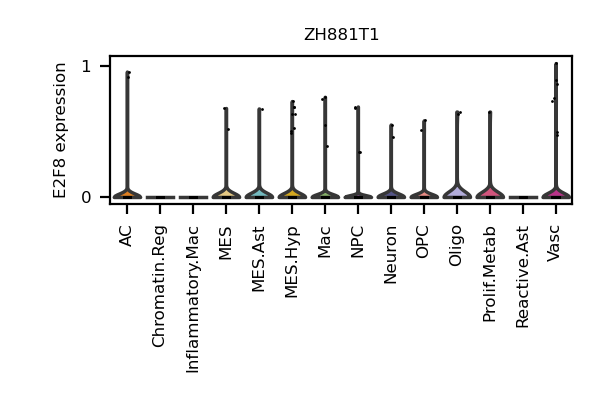 ZH881T1
E2F8 expression
1
0
AC
Chromatin.Reg
Inflammatory.Mac
MES
MES.Ast
MES.Hyp
Mac
NPC
Neuron
OPC
Oligo
Prolif.Metab
Reactive.Ast
Vasc